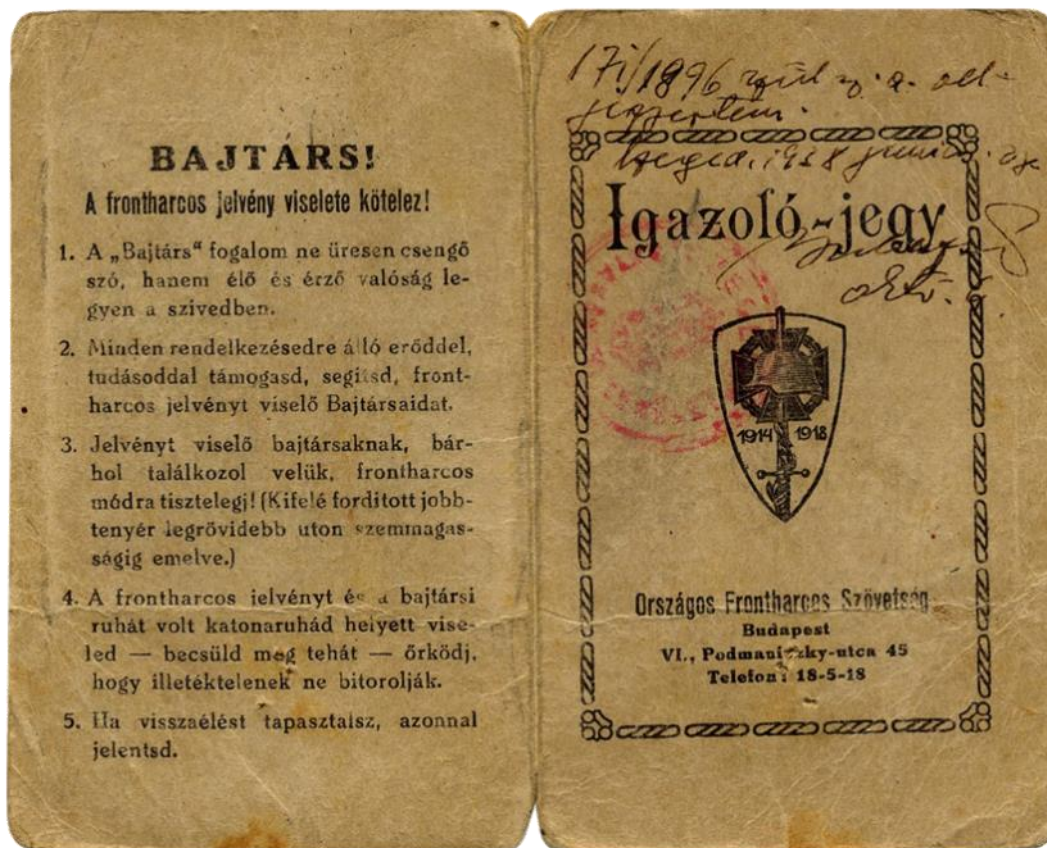 BAJTÁRS!
A frontharcos jelvény viselete kötelez!
1. A „Bajtárs“ fogalom ne üresen csengő
szó, hanem élő és érző valóság le-
gyen a szivedben.
2. Minden rendelkezésedre álló erőddel,
tudásoddal támogasd, segitsd, front-
harcos jelvényt viselő Bajtársaidat.
3. Jelvényt viselő bajtársaknak, bár-
hol találkozol velük, frontharcos
módra tisztelegj! (Kifelé forditott jobb-
tenyér legrövidebb uton szemmagas-
ságig emelve.)
4. A frontharcos jelvényt és a bajtársi
ruhát volt katonaruhád helyett vise-
led — becsüld meg tehát — őrködj,
hogy illetéktelenek ne bitorolják.
5. Ha visszaélést tapasztalsz, azonnal
jelentsd.
1896
Igazoló-jegy
1914 1918
Országos Frontharcos Szövetség
Budapest
VI., Podmaniczky-utca 45
Telefon: 18-5-18